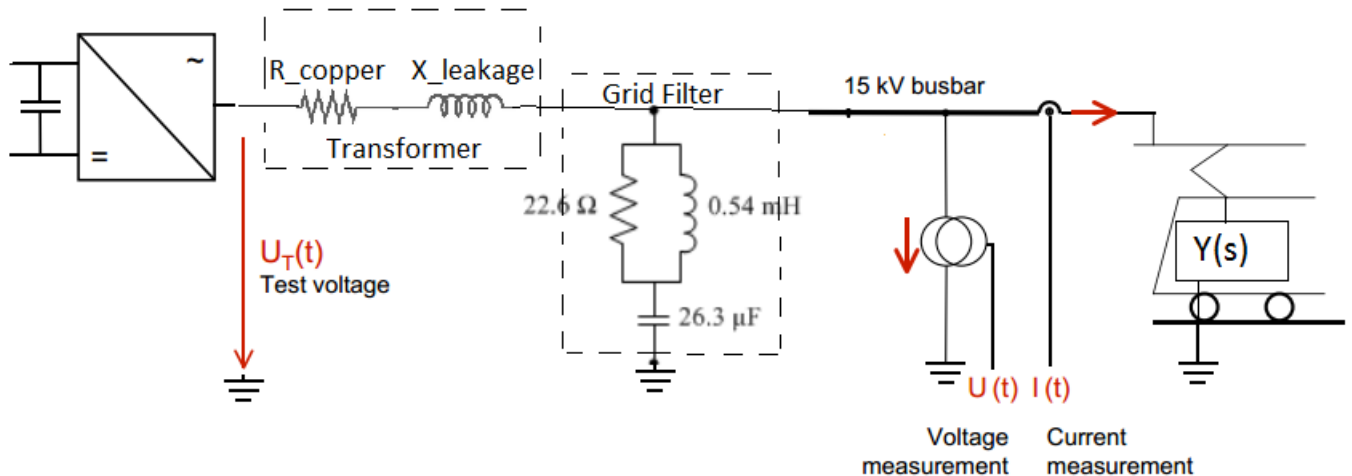 ~
=
R_copper X_leakage
Transformer
Grid Filter
22.6 Ω 0.54 mH
26.3 µF
U_T(t)
Test voltage
15 kV busbar
Y(s)
U (t) I (t)
Voltage measurement
Current measurement